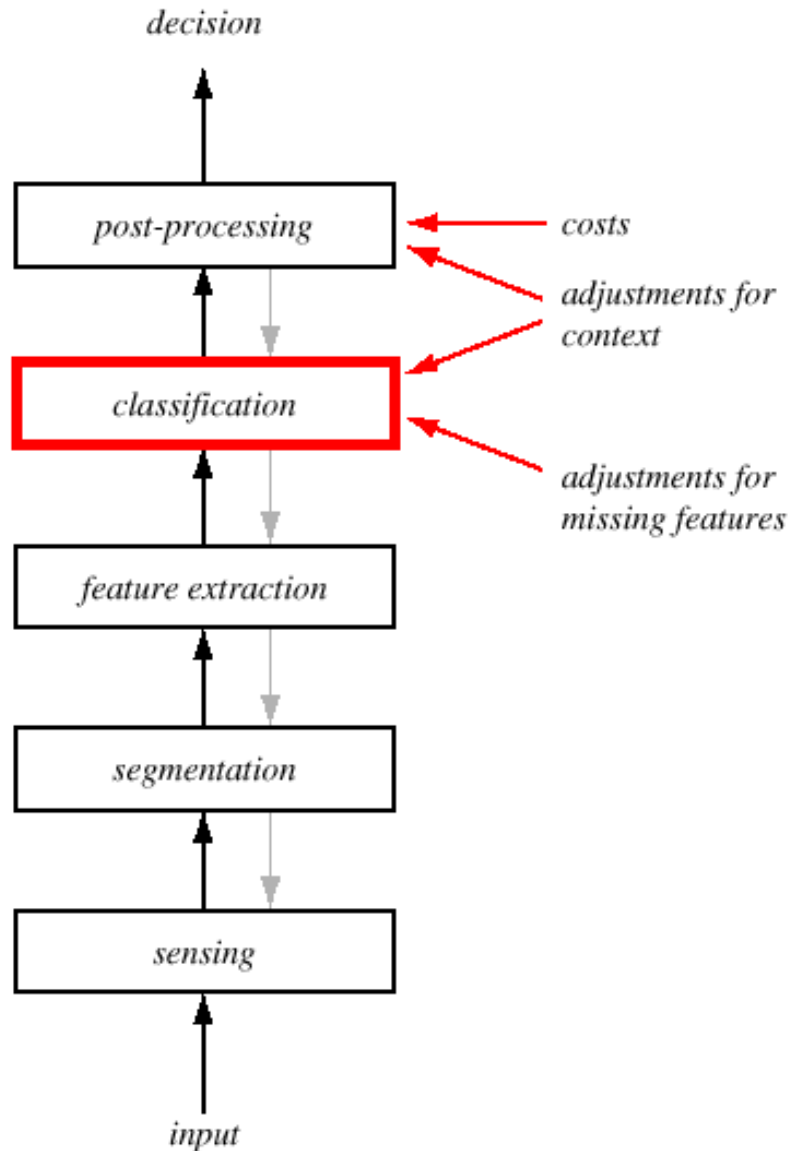 decision
post-processing
costs
adjustments for
context
classification
adjustments for
missing features
feature extraction
segmentation
sensing
input